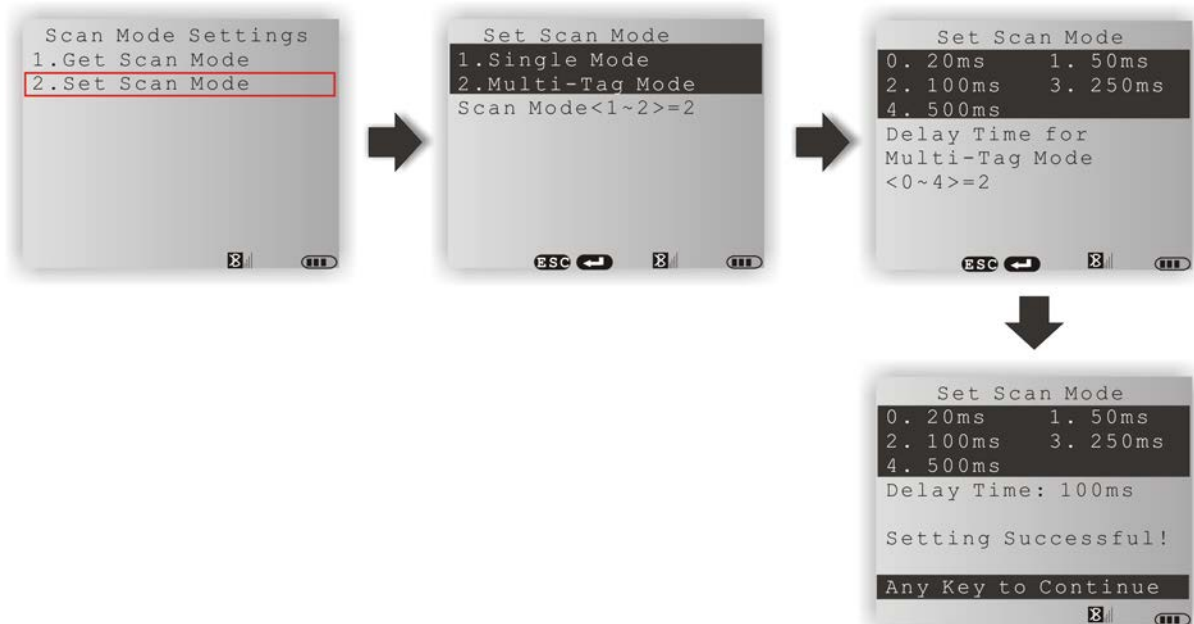 Scan Mode Settings
1.Get Scan Mode
2.Set Scan Mode
Set Scan Mode
1.Single Mode
2.Multi-Tag Mode
Scan Mode<1~2>=2
ESC
Set Scan Mode
0. 20ms 1. 50ms
2. 100ms 3. 250ms
4. 500ms
Delay Time for
Multi-Tag Mode
<0~4>=2
ESC
Set Scan Mode
0. 20ms 1. 50ms
2. 100ms 3. 250ms
4. 500ms
Delay Time: 100ms
Setting Successful!
Any Key to Continue